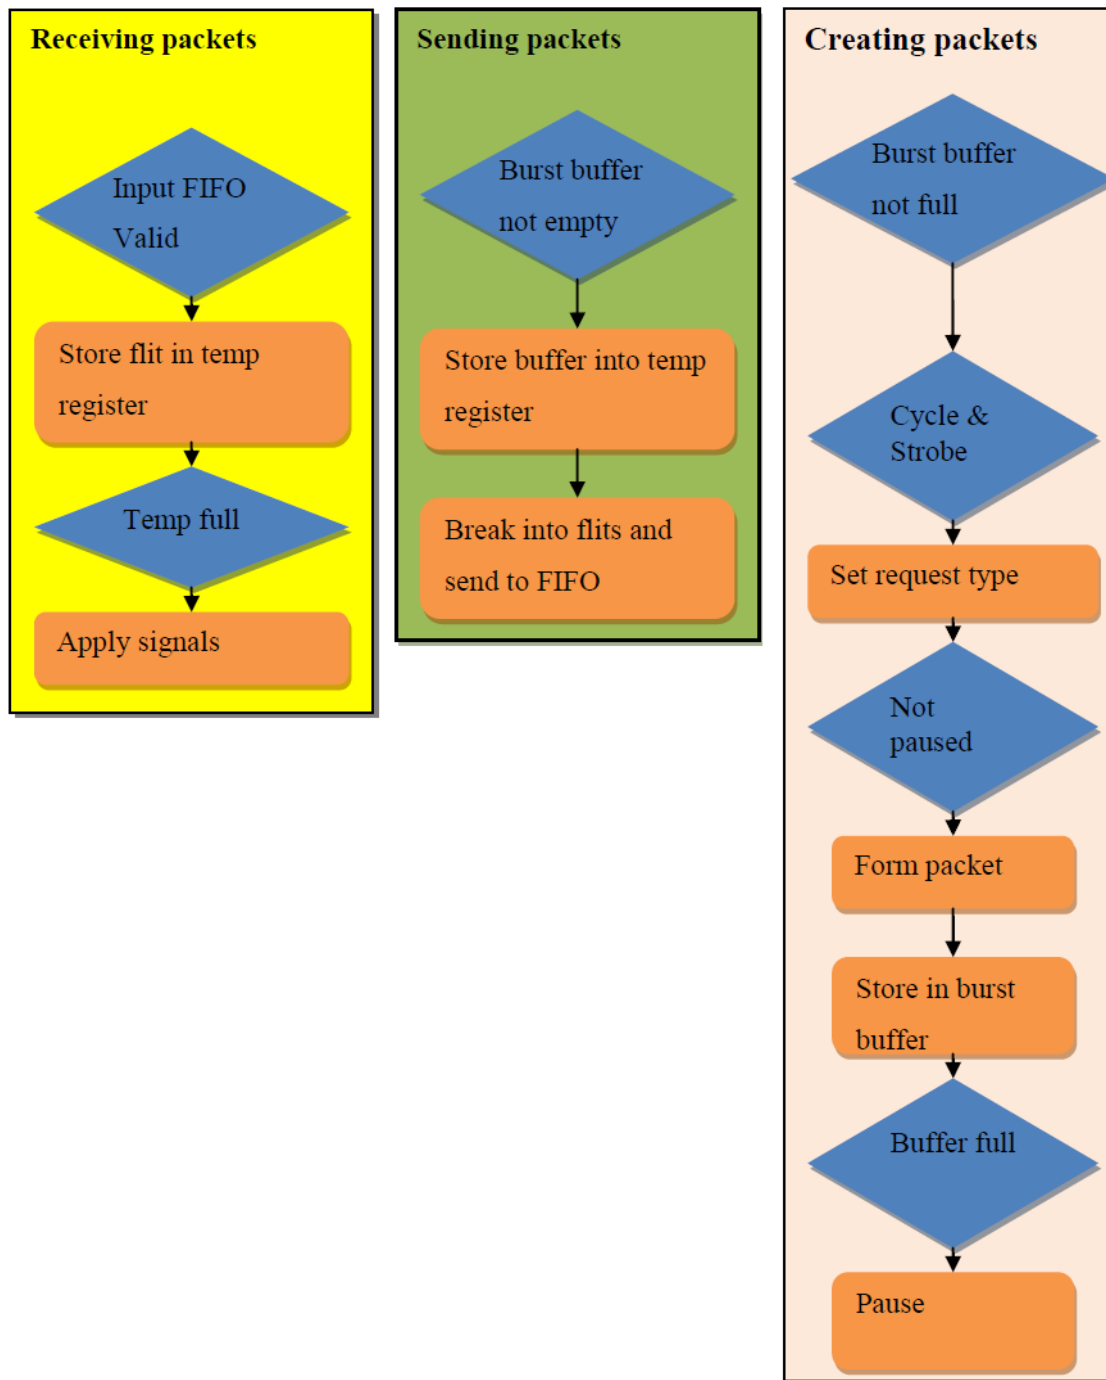 Receiving packets
Input FIFO
Valid
Store flit in temp
register
Temp full
Apply signals
Sending packets
Burst buffer
not empty
Store buffer into temp
register
Break into flits and
send to FIFO
Creating packets
Burst buffer
not full
Cycle &
Strobe
Set request type
Not
paused
Form packet
Store in burst
buffer
Buffer full
Pause